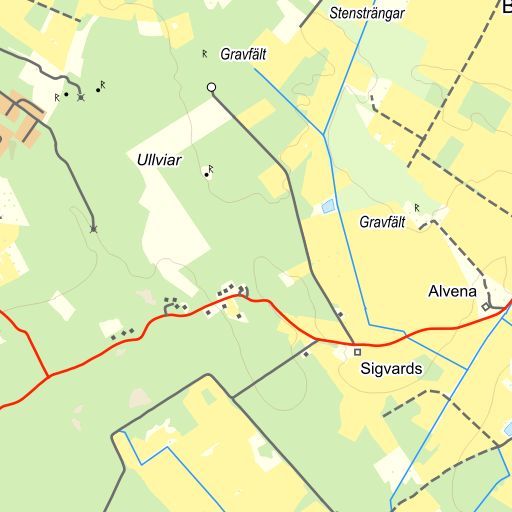 Stensträngar
B
Gravfält
Ullviar
Gravfält
Alvena
Sigvards